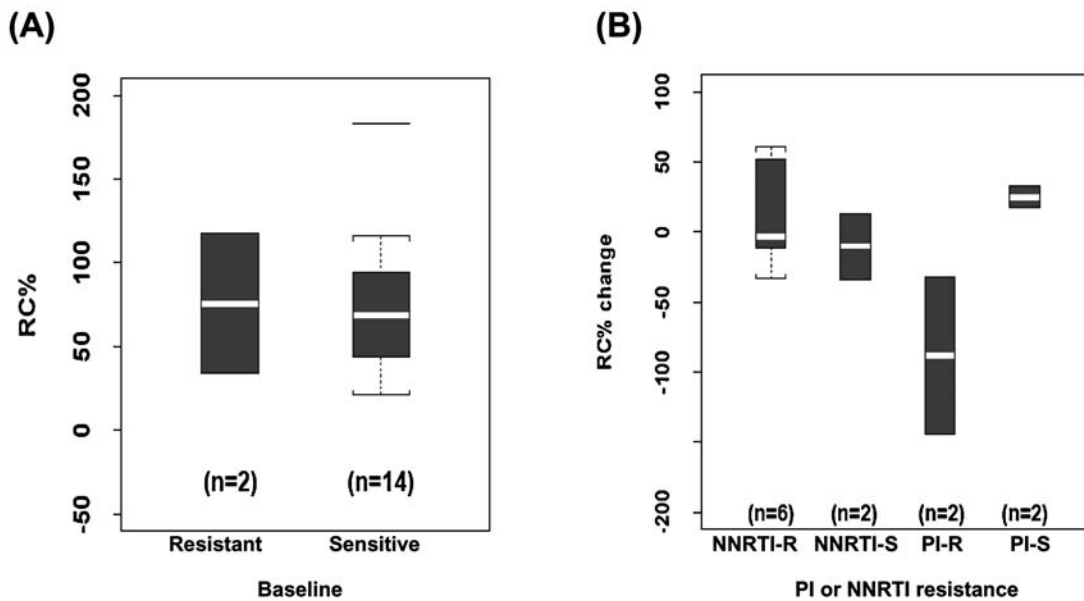 (A)
RC%
200
150
100
50
0
-50
(n=2) (n=14)
Resistant Sensitive
Baseline
(B)
RC% change
100
50
0
-50
-100
-200
(n=6) (n=2) (n=2) (n=2)
NNRTI-R NNRTI-S PI-R PI-S
PI or NNRTI resistance